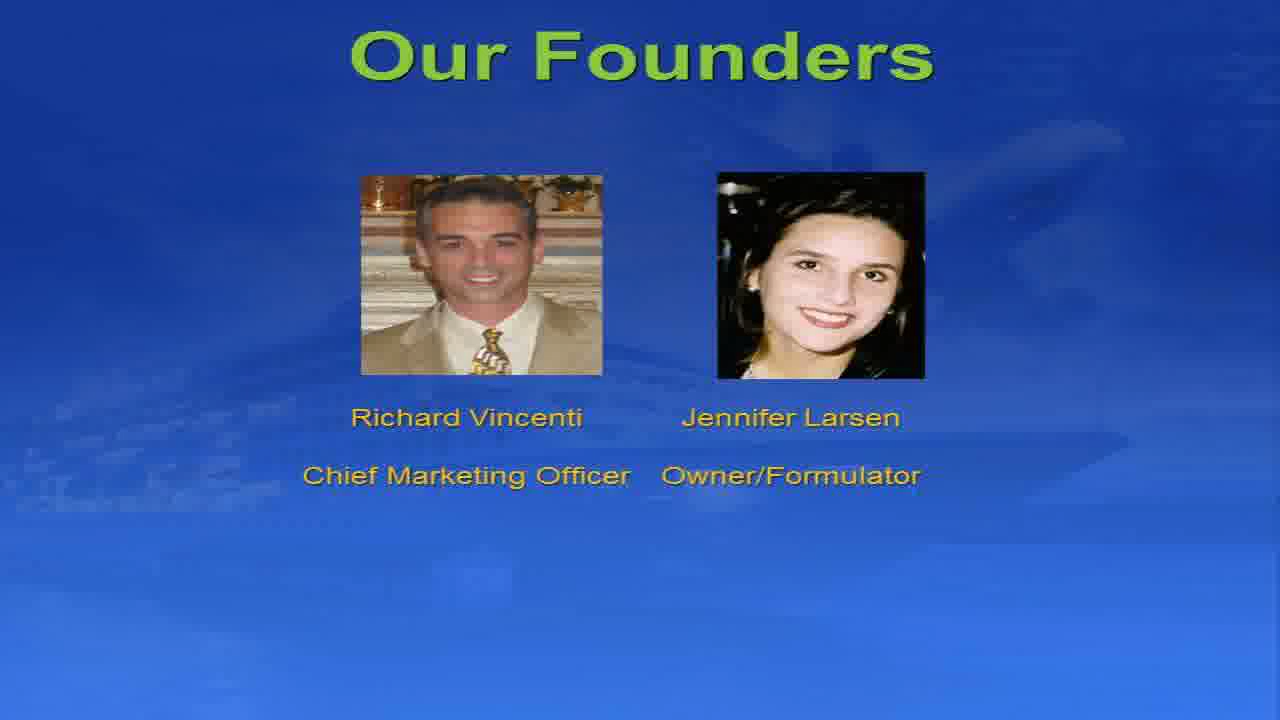 Our Founders
Richard Vincenti
Jennifer Larsen
Chief Marketing Officer
Owner/Formulator